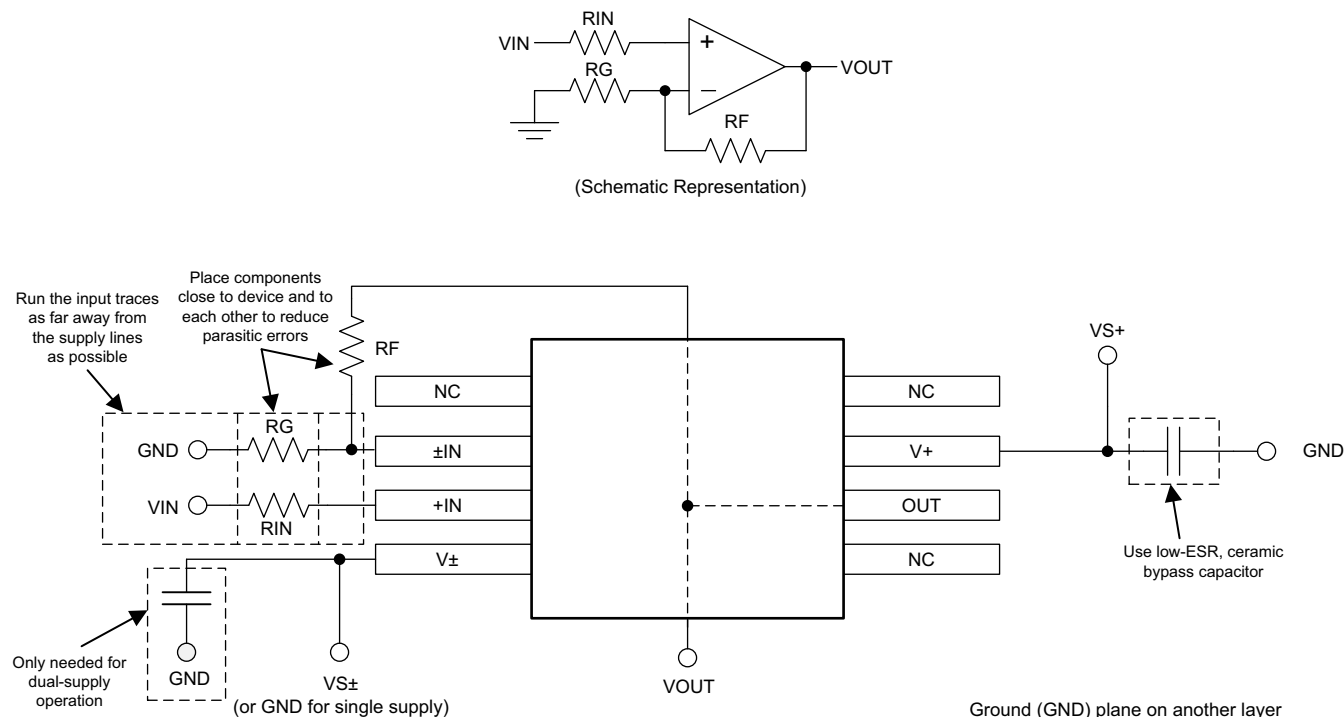 RIN
VIN
+
RG
VOUT
−
RF
(Schematic Representation)
Place components
close to device and to
each other to reduce
parasitic errors
Run the input traces
as far away from
the supply lines
as possible
RF
VS+
NC
NC
RG
GND
±IN
V+
GND
VIN
+IN
OUT
RIN
V±
NC
Use low-ESR, ceramic
bypass capacitor
Only needed for
dual-supply
operation
GND
VS±
(or GND for single supply)
VOUT
Ground (GND) plane on another layer